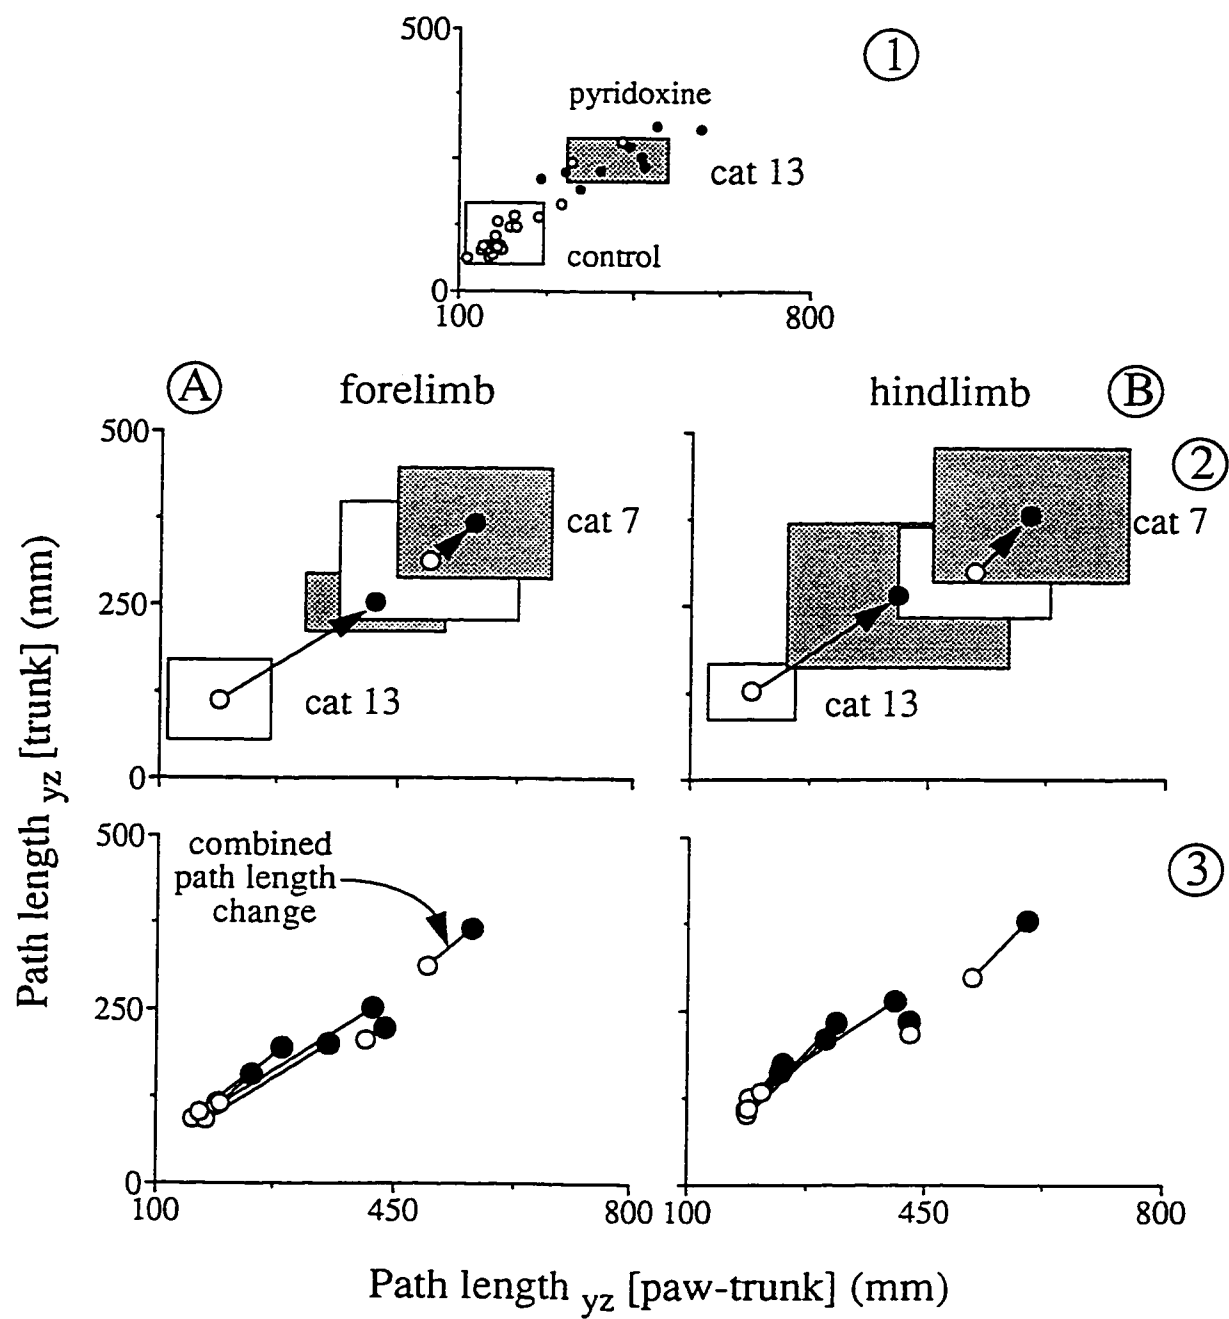 500
1
pyridoxine
cat 13
control
0
100
800
A
forelimb
hindlimb
B
500
2
cat 7
cat 7
250
cat 13
cat 13
0
500
combined
path length
change
3
250
0
100
450
800
100
450
800
Path length yz [trunk] (mm)
Path length yz [paw-trunk] (mm)